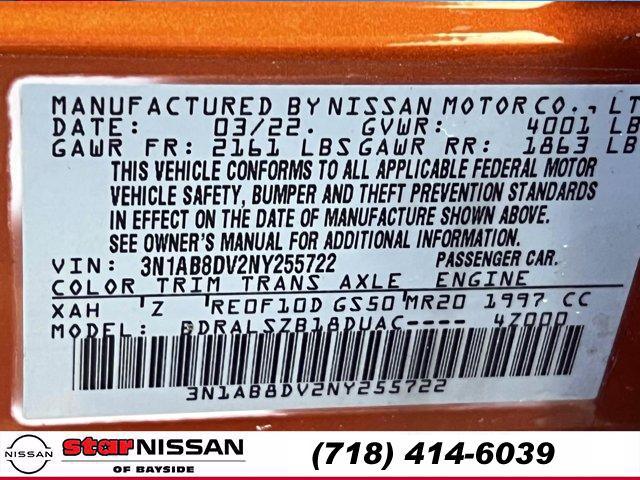 MANUFACTURED BY NISSAN MOTOR CO., LT
DATE: 03/22. GVWR: 4001 LB
GAWR FR: 2161 LBS GAWR RR: 1863 LB
THIS VEHICLE CONFORMS TO ALL APPLICABLE FEDERAL MOTOR
VEHICLE SAFETY, BUMPER AND THEFT PREVENTION STANDARDS
IN EFFECT ON THE DATE OF MANUFACTURE SHOWN ABOVE.
SEE OWNER'S MANUAL FOR ADDITIONAL INFORMATION.
VIN: 3N1AB8DV2NY255722 PASSENGER CAR.
COLOR TRIM TRANS AXLE ENGINE
XAH Z RE0F10D GS50 MR20 1997 CC
MODEL: BDRALSZB18DUAC---- 4Z000
3N1AB8DV2NY255722
NISSAN star NISSAN
OF BAYSIDE
(718) 414-6039